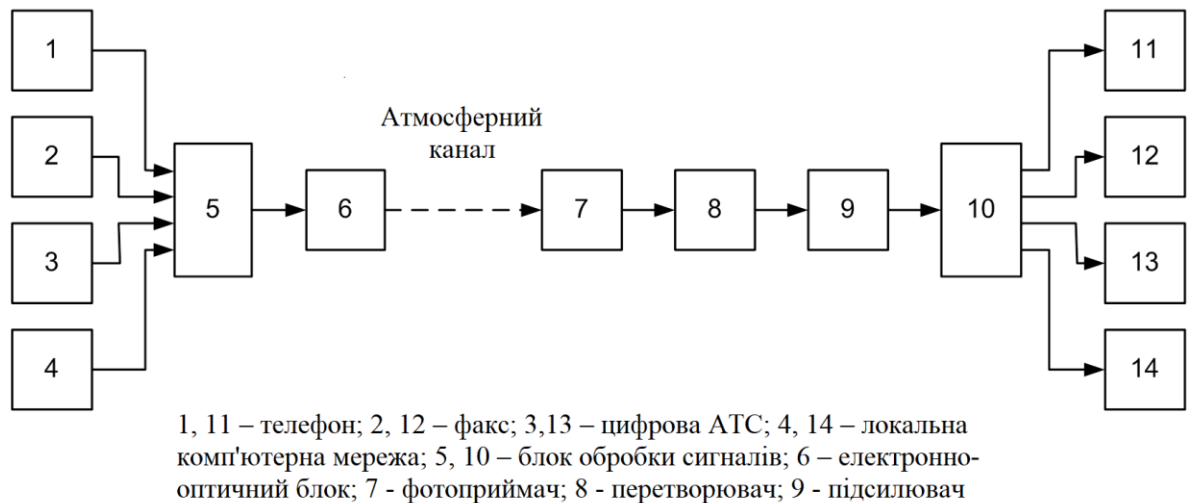 1
2
3
4
5
6
Атмосферний
канал
7
8
9
10
11
12
13
14
1, 11 – телефон; 2, 12 – факс; 3,13 – цифрова АТС; 4, 14 – локальна
комп'ютерна мережа; 5, 10 – блок обробки сигналів; 6 – електронно-
оптичний блок; 7 - фотоприймач; 8 - перетворювач; 9 - підсилювач